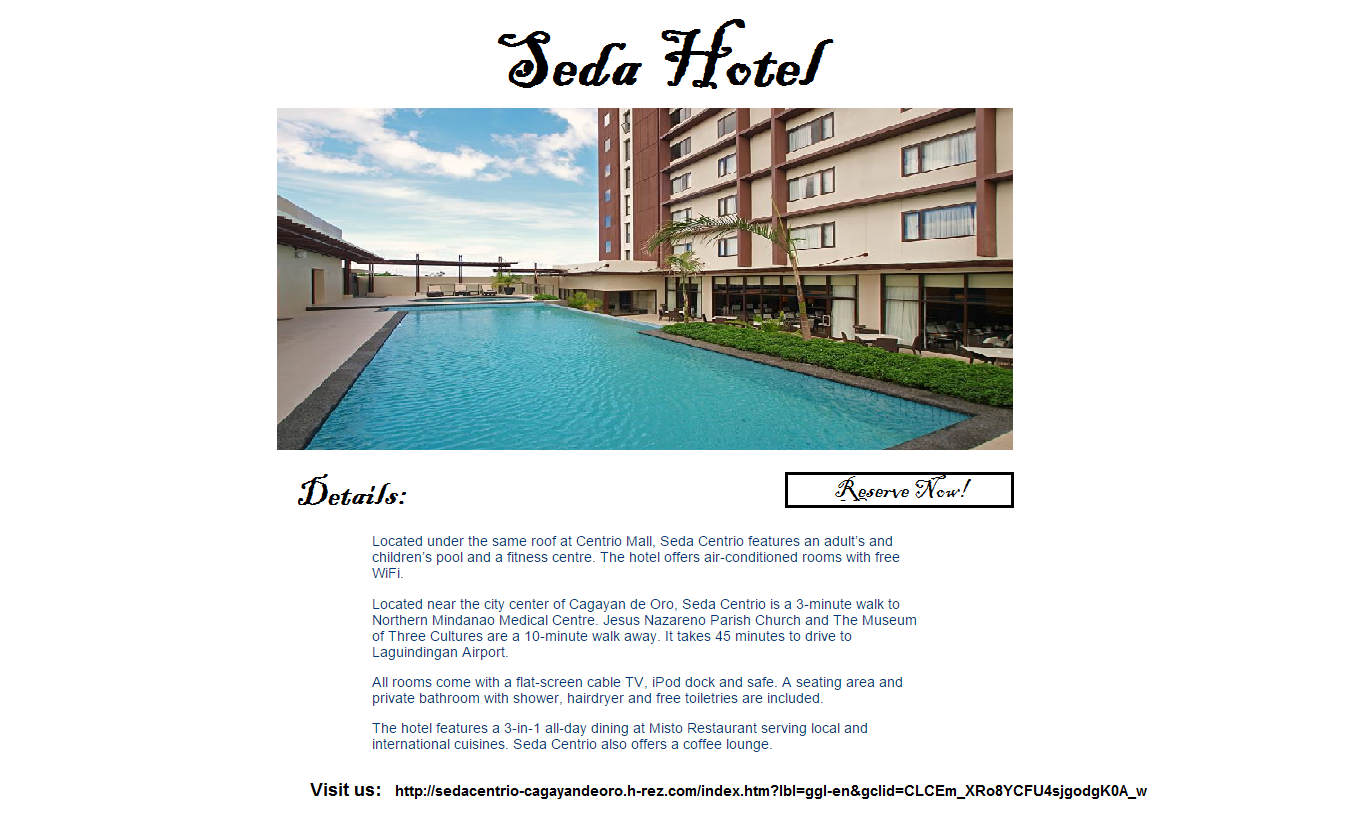 Seda Hotel
Details:
Reserve Now!
Located under the same roof at Centrio Mall, Seda Centrio features an adult's and
children's pool and a fitness centre. The hotel offers air-conditioned rooms with free
WiFi.
Located near the city center of Cagayan de Oro, Seda Centrio is a 3-minute walk to
Northern Mindanao Medical Centre. Jesus Nazareno Parish Church and The Museum
of Three Cultures are a 10-minute walk away. It takes 45 minutes to drive to
Laguindingan Airport.
All rooms come with a flat-screen cable TV, iPod dock and safe. A seating area and
private bathroom with shower, hairdryer and free toiletries are included.
The hotel features a 3-in-1 all-day dining at Misto Restaurant serving local and
international cuisines. Seda Centrio also offers a coffee lounge.
Visit us: http://sedacentrio-cagayandeoro.h-rez.com/index.htm?lbl=ggl-en&gclid=CLCEm_XRo8YCFU4sjgodgK0A_w